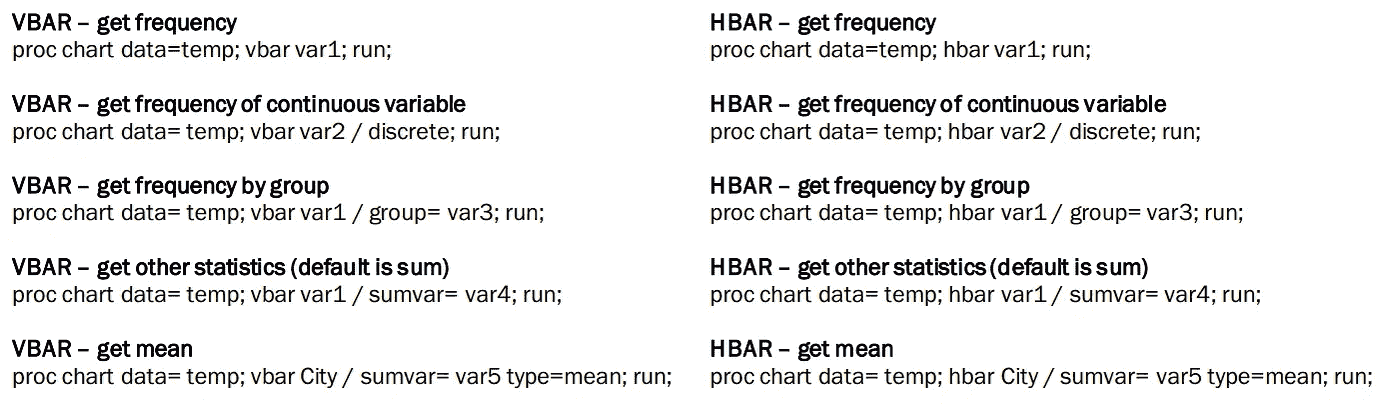 VBAR – get frequency
proc chart data=temp; vbar var1; run;
VBAR – get frequency of continuous variable
proc chart data= temp; vbar var2 / discrete; run;
VBAR – get frequency by group
proc chart data= temp; vbar var1 / group= var3; run;
VBAR – get other statistics (default is sum)
proc chart data= temp; vbar var1 / sumvar= var4; run;
VBAR – get mean
proc chart data= temp; vbar City / sumvar= var5 type=mean; run;
HBAR – get frequency
proc chart data=temp; hbar var1; run;
HBAR – get frequency of continuous variable
proc chart data= temp; hbar var2 / discrete; run;
HBAR – get frequency by group
proc chart data= temp; hbar var1 / group= var3; run;
HBAR – get other statistics (default is sum)
proc chart data= temp; hbar var1 / sumvar= var4; run;
HBAR – get mean
proc chart data= temp; hbar City / sumvar= var5 type=mean; run;